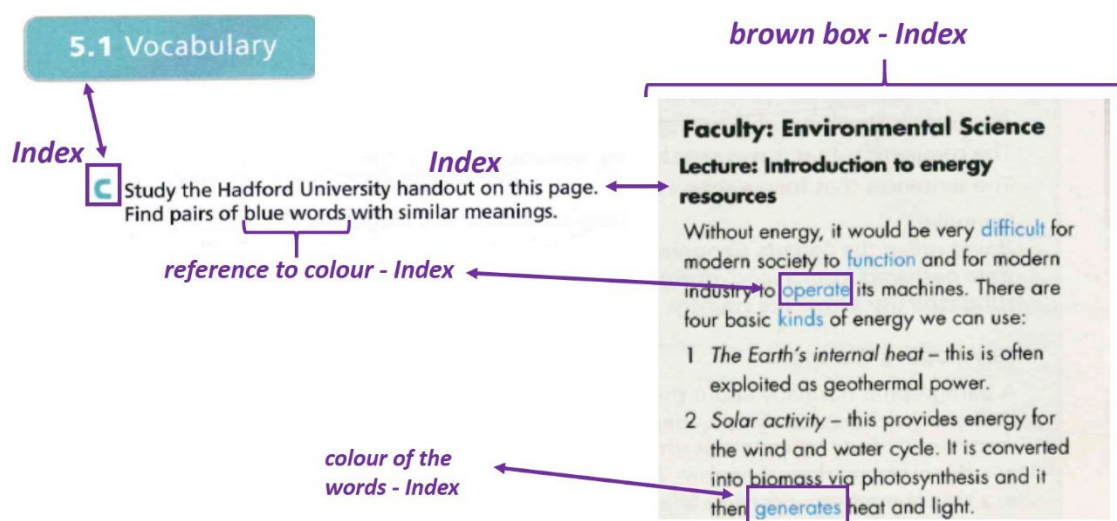 5.1 Vocabulary
brown box - Index
Index
C
Index
Study the Hadford University handout on this page.
Find pairs of blue words with similar meanings.
reference to colour - Index
colour of the
words - Index
Faculty: Environmental Science
Lecture: Introduction to energy
resources
Without energy, it would be very difficult for
modern society to function and for modern
industry to operate its machines. There are
four basic kinds of energy we can use:
1 The Earth's internal heat – this is often
exploited as geothermal power.
2 Solar activity – this provides energy for
the wind and water cycle. It is converted
into biomass via photosynthesis and it
then generates heat and light.